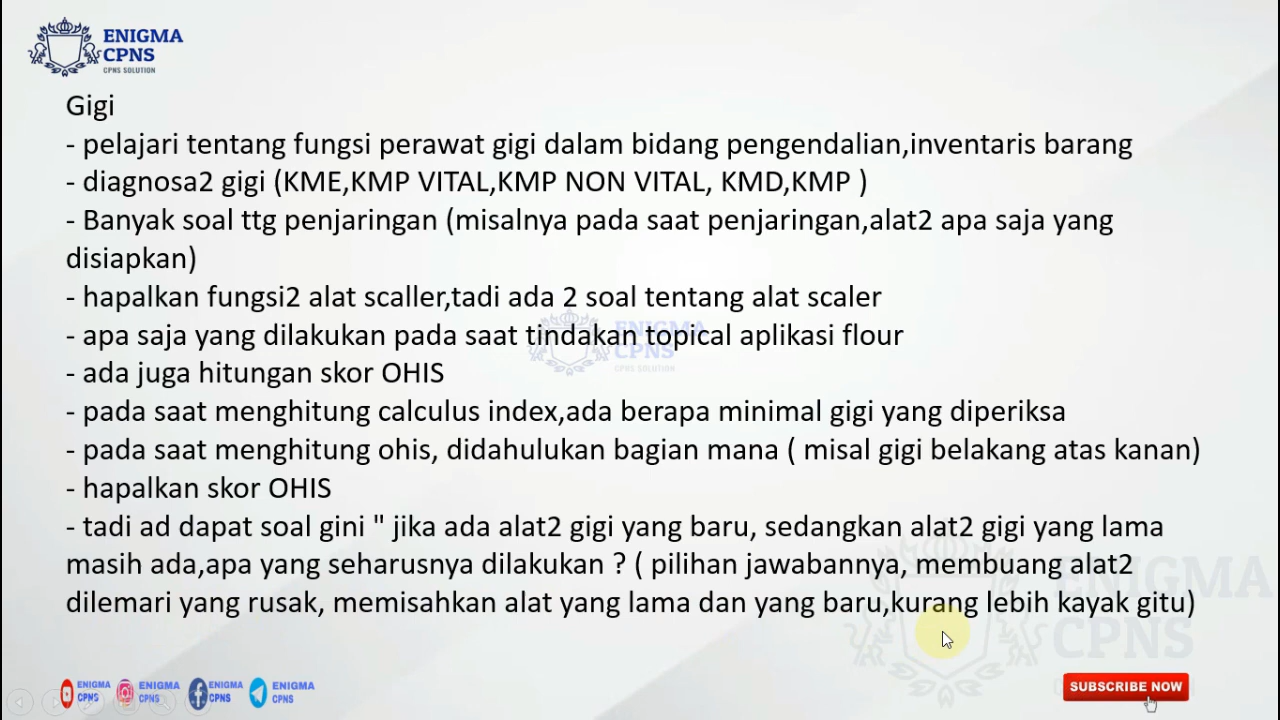 ENIGMA
CPNS
CPNS SOLUTION
Gigi
- pelajari tentang fungsi perawat gigi dalam bidang pengendalian,inventaris barang
- diagnosa2 gigi (KME,KMP VITAL,KMP NON VITAL, KMD,KMP )
- Banyak soal ttg penjaringan (misalnya pada saat penjaringan,alat2 apa saja yang
disiapkan)
- hapalkan fungsi2 alat scaller,tadi ada 2 soal tentang alat scaler
- apa saja yang dilakukan pada saat tindakan topical aplikasi flour
ENIGMA
CPNS
CPNS SOLUTION
- ada juga hitungan skor OHIS
- pada saat menghitung calculus index,ada berapa minimal gigi yang diperiksa
- pada saat menghitung ohis, didahulukan bagian mana ( misal gigi belakang atas kanan)
- hapalkan skor OHIS
- tadi ad dapat soal gini " jika ada alat2 gigi yang baru, sedangkan alat2 gigi yang lama
masih ada,apa yang seharusnya dilakukan ? ( pilihan jawabannya, membuang alat2
dilemari yang rusak, memisahkan alat yang lama dan yang baru,kurang lebih kayak gitu)
ENIGMA
CPNS
ENIGMA
CPNS
ENIGMA
CPNS
ENIGMA
CPNS
ENIGMA
CPNS
SUBSCRIBE NOW